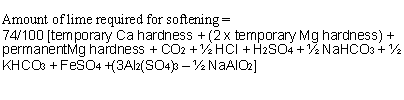 Amount of lime required for softening =
74/100 [temporary Ca hardness + (2 x temporary Mg hardness) +
permanentMg hardness + CO₂ + ½ HCl + H₂SO₄ + ½ NaHCO₃ + ½
KHCO₃ + FeSO₄ +(3Al₂(SO₄)₃ – ½ NaAlO₂]